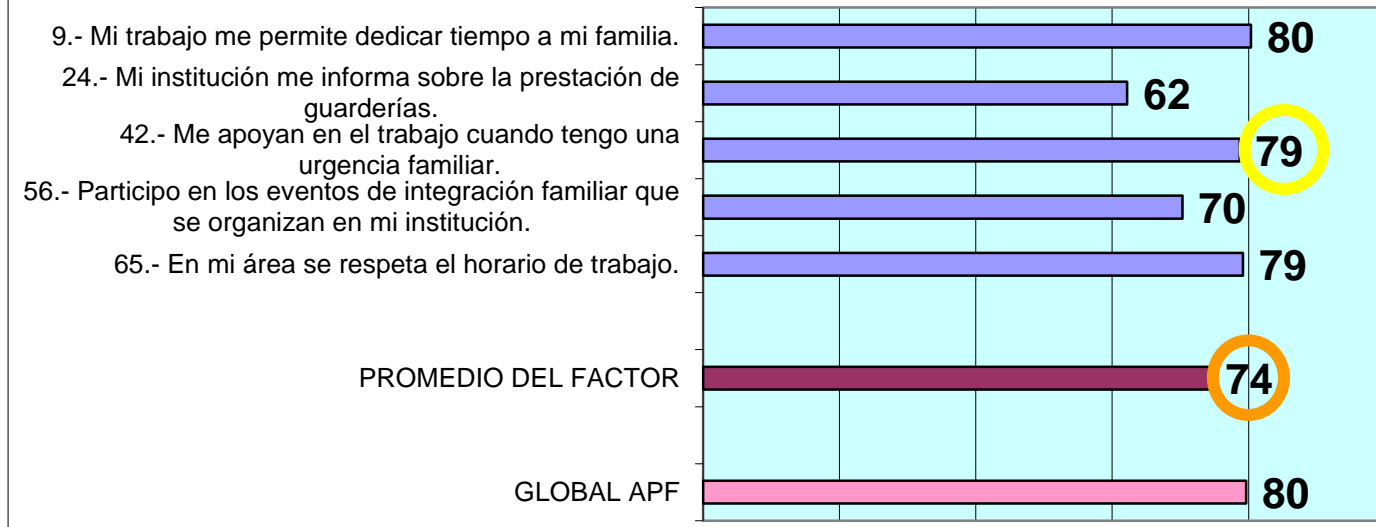 9.- Mi trabajo me permite dedicar tiempo a mi familia.
80
24.- Mi institución me informa sobre la prestación de
guarderías.
62
42.- Me apoyan en el trabajo cuando tengo una
urgencia familiar.
79
56.- Participo en los eventos de integración familiar que
se organizan en mi institución.
70
65.- En mi área se respeta el horario de trabajo.
79
PROMEDIO DEL FACTOR
74
GLOBAL APF
80